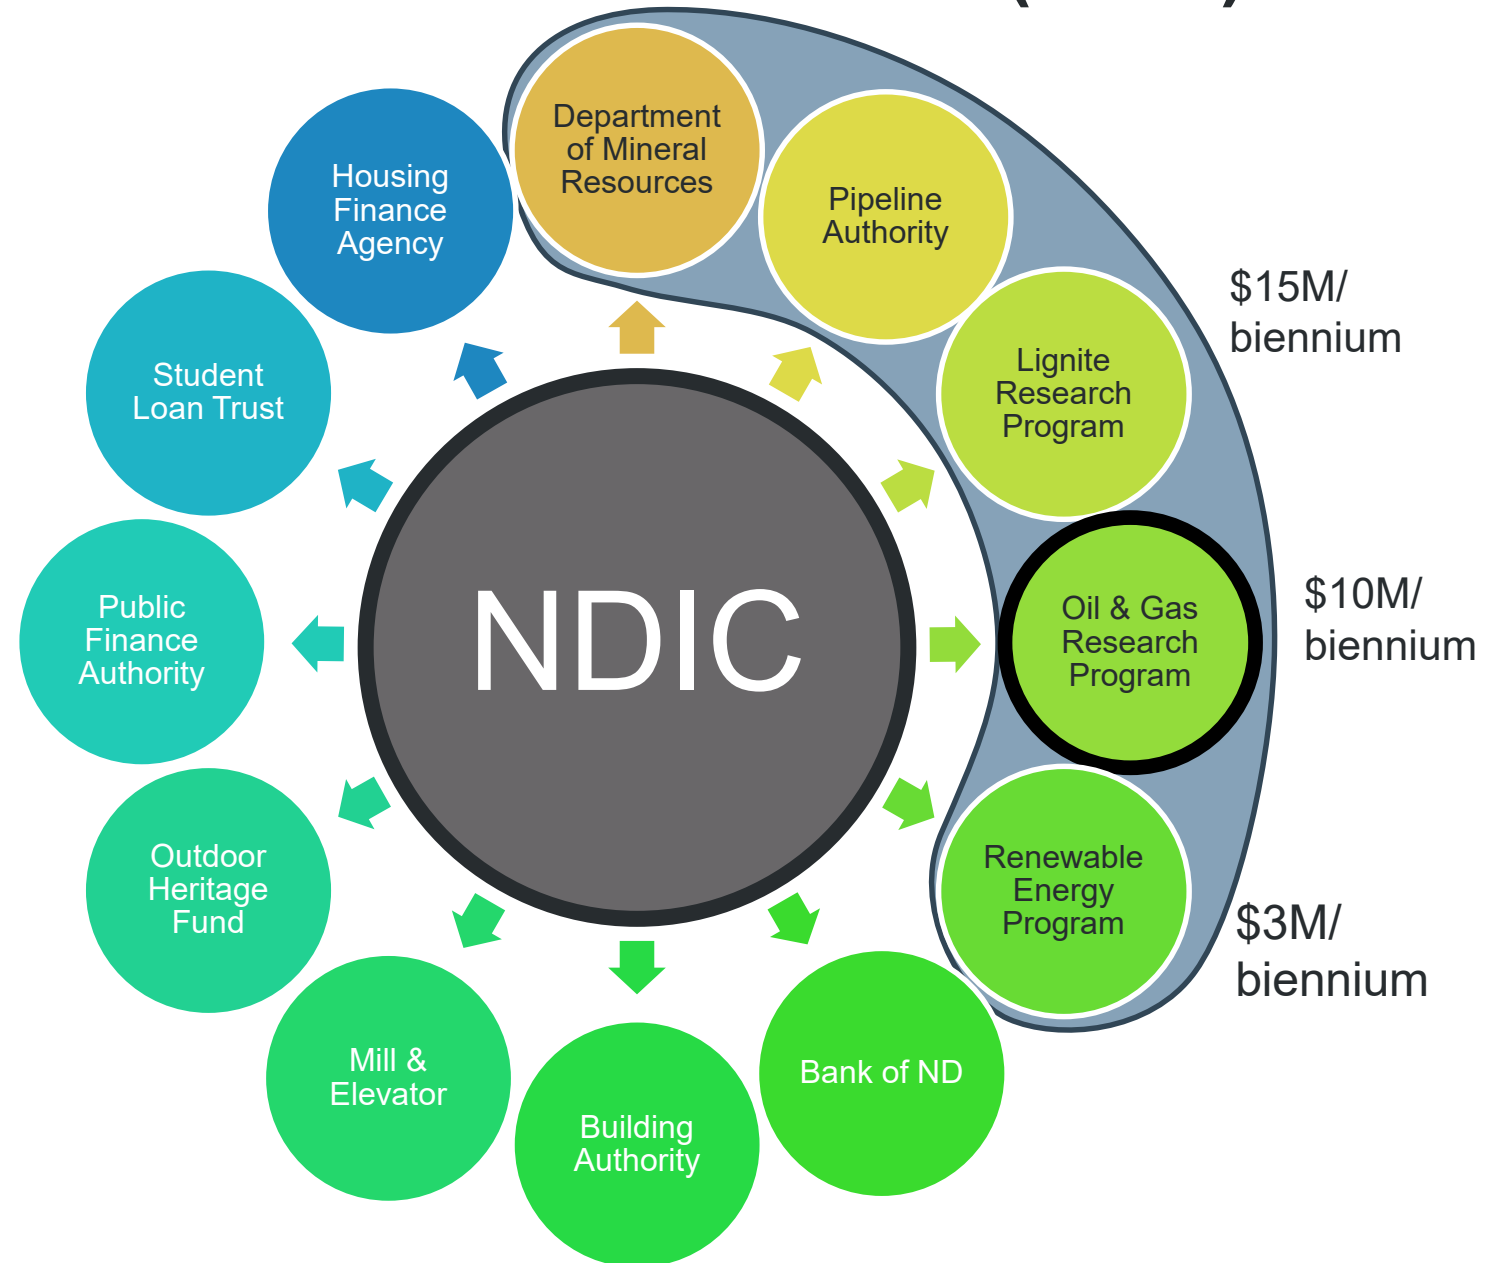 Department
of Mineral
Resources
Pipeline
Authority
Lignite
Research
Program
$15M/
biennium
Oil & Gas
Research
Program
$10M/
biennium
Renewable
Energy
Program
$3M/
biennium
Bank of ND
Building
Authority
Mill &
Elevator
Outdoor
Heritage
Fund
Public
Finance
Authority
Student
Loan Trust
Housing
Finance
Agency
NDIC